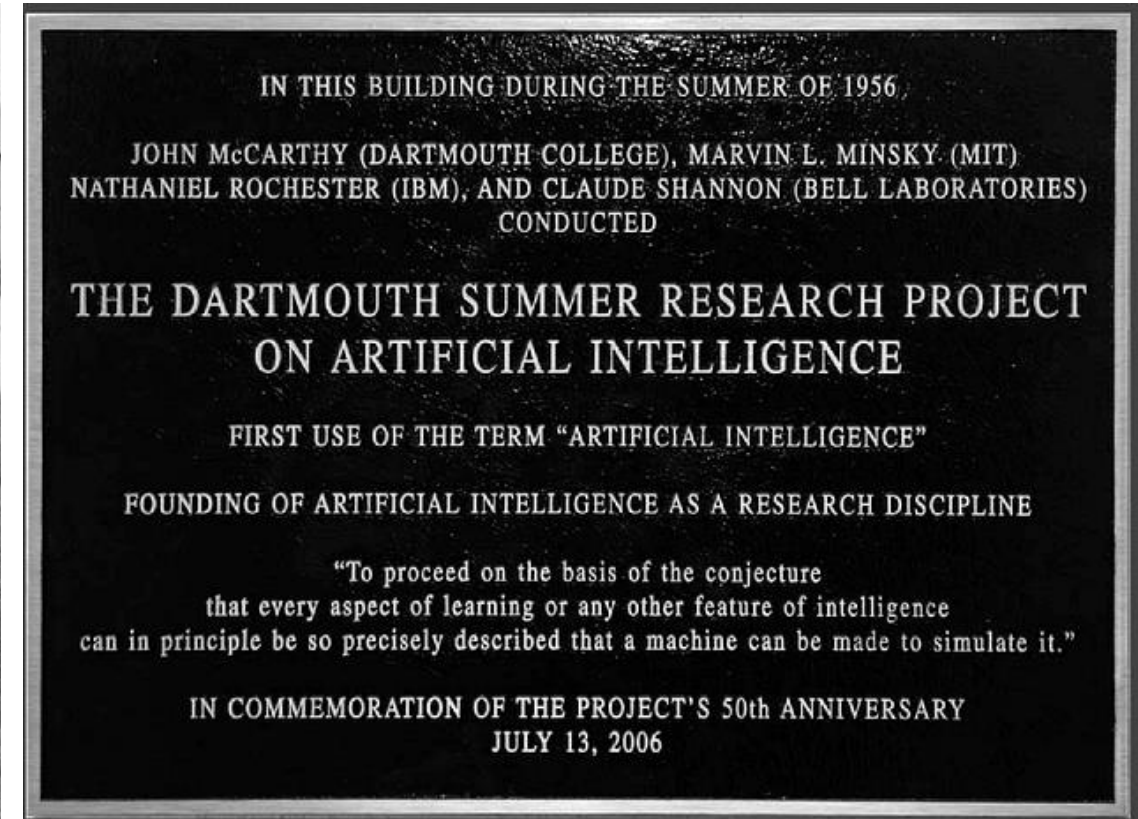 IN THIS BUILDING DURING THE SUMMER OF 1956
JOHN McCARTHY (DARTMOUTH COLLEGE), MARVIN L. MINSKY (MIT)
NATHANIEL ROCHESTER (IBM), AND CLAUDE SHANNON (BELL LABORATORIES)
CONDUCTED
THE DARTMOUTH SUMMER RESEARCH PROJECT
ON ARTIFICIAL INTELLIGENCE
FIRST USE OF THE TERM “ARTIFICIAL INTELLIGENCE”
FOUNDING OF ARTIFICIAL INTELLIGENCE AS A RESEARCH DISCIPLINE
“To proceed on the basis of the conjecture
that every aspect of learning or any other feature of intelligence
can in principle be so precisely described that a machine can be made to simulate it.”
IN COMMEMORATION OF THE PROJECT’S 50th ANNIVERSARY
JULY 13, 2006